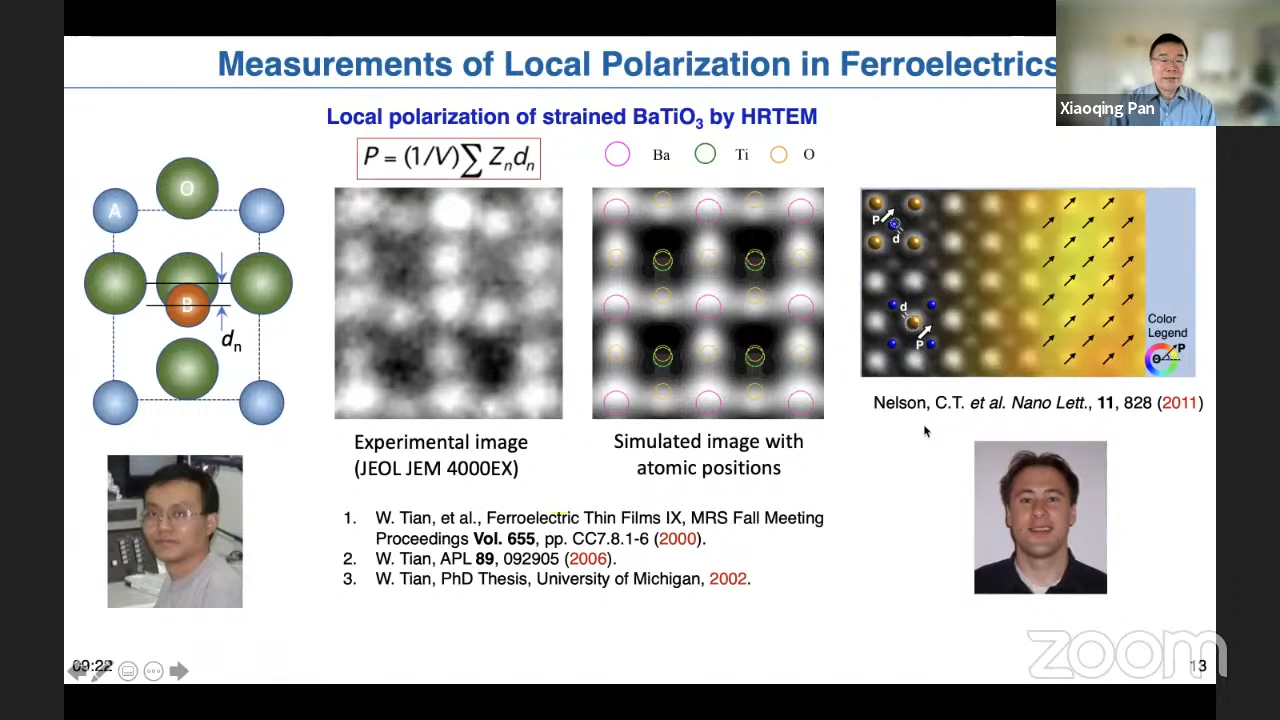 Measurements of Local Polarization in Ferroelectrics
Xiaoqing Pan
Local polarization of strained BaTiO₃ by HRTEM
P = (1/V)∑ Zₙdₙ
Ba Ti O
O
A
B
dₙ
P
d
d
P
Color
Legend
P
Θ
Nelson, C.T. et al. Nano Lett., 11, 828 (2011)
Experimental image
(JEOL JEM 4000EX)
Simulated image with
atomic positions
1. W. Tian, et al., Ferroelectric Thin Films IX, MRS Fall Meeting
Proceedings Vol. 655, pp. CC7.8.1-6 (2000).
2. W. Tian, APL 89, 092905 (2006).
3. W. Tian, PhD Thesis, University of Michigan, 2002.
09:22
zoom
13